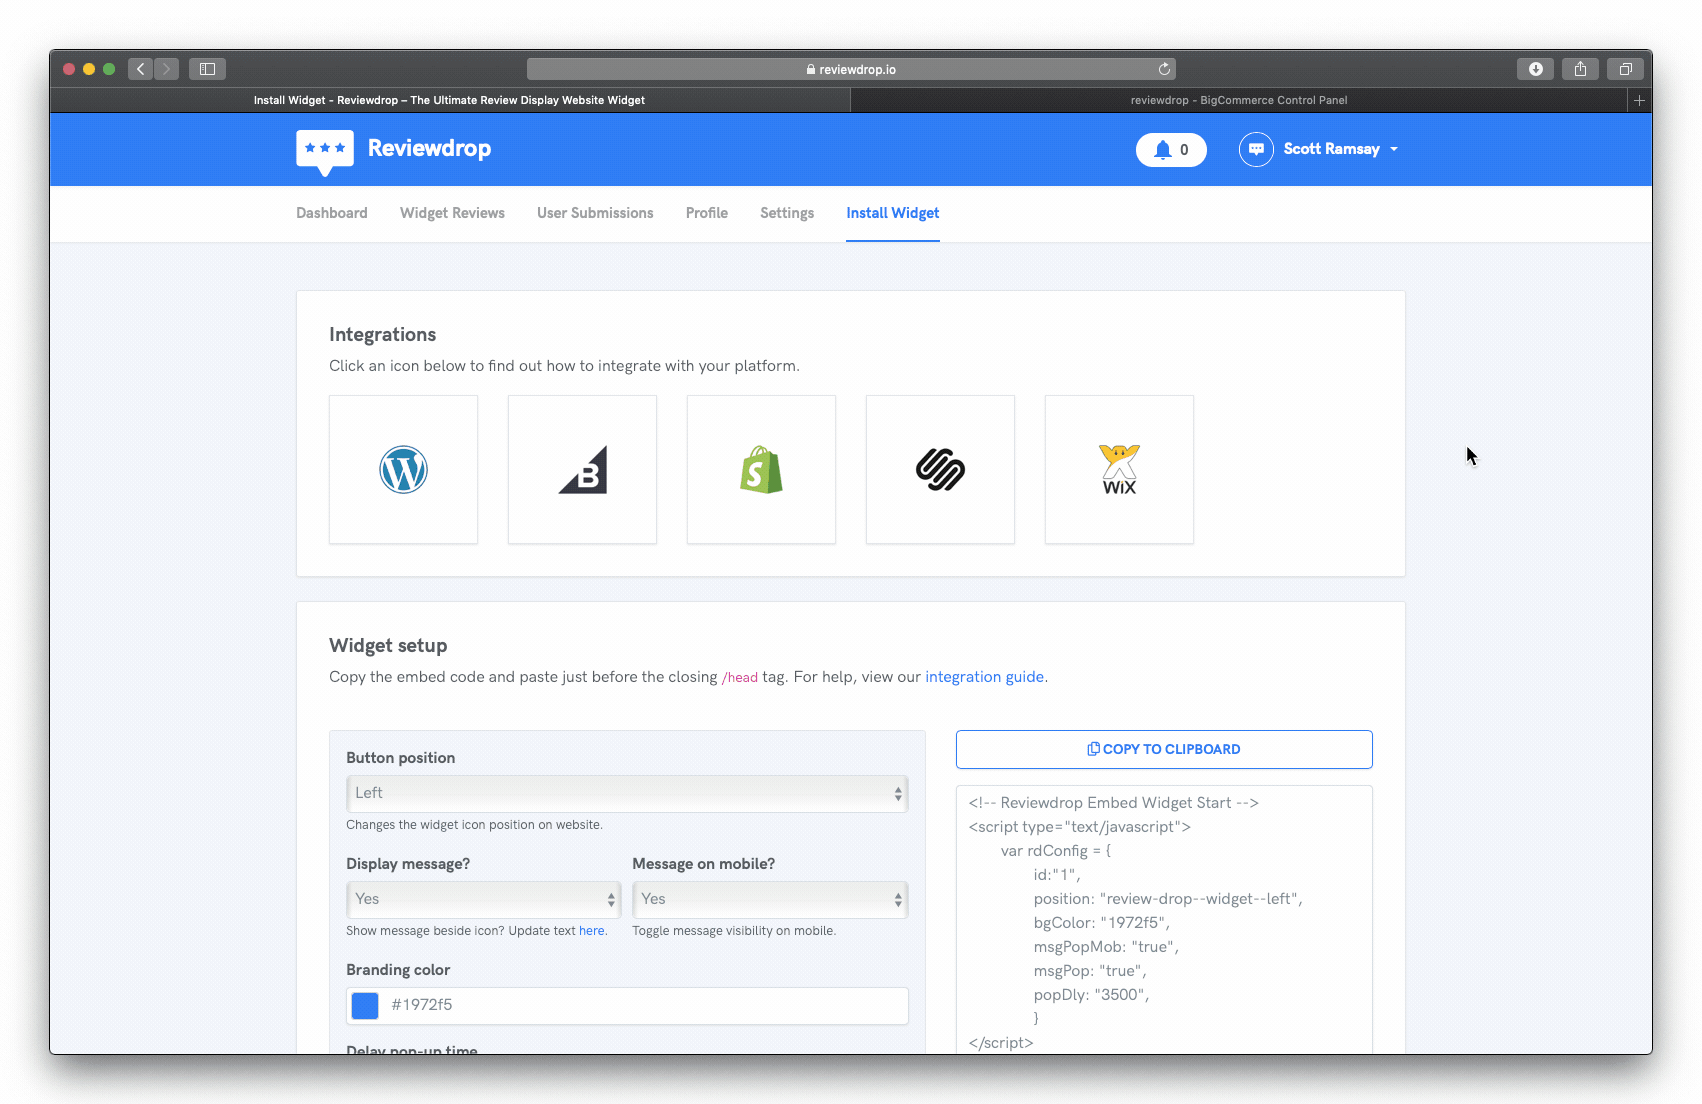 reviewdrop.io
Install Widget - Reviewdrop – The Ultimate Review Display Website Widget
reviewdrop - BigCommerce Control Panel
Reviewdrop
0
Scott Ramsay
Dashboard
Widget Reviews
User Submissions
Profile
Settings
Install Widget
Integrations
Click an icon below to find out how to integrate with your platform.
W
B
S
WiX
Widget setup
Copy the embed code and paste just before the closing /head tag. For help, view our integration guide.
Button position
Left
Changes the widget icon position on website.
Display message?
Yes
Show message beside icon? Update text here.
Message on mobile?
Yes
Toggle message visibility on mobile.
Branding color
#1972f5
Delay pop-up time
COPY TO CLIPBOARD
<!-- Reviewdrop Embed Widget Start -->
<script type="text/javascript">
var rdConfig = {
id:"1",
position: "review-drop--widget--left",
bgColor: "1972f5",
msgPopMob: "true",
msgPop: "true",
popDly: "3500",
}
</script>